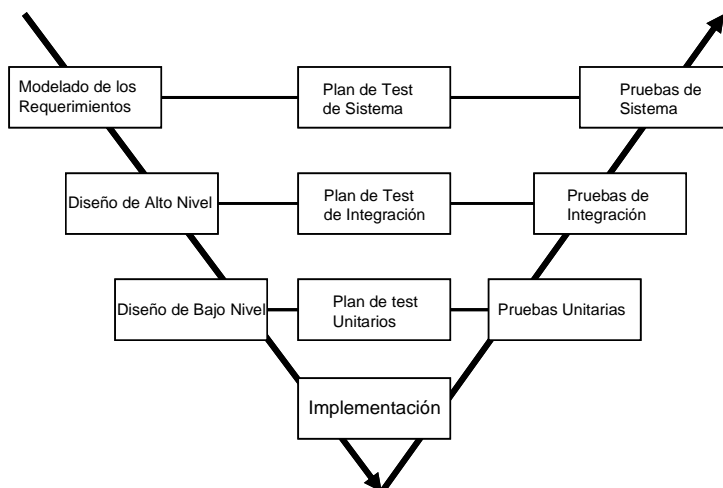 Modelado de los
Requerimientos
Plan de Test
de Sistema
Pruebas de
Sistema
Diseño de Alto Nivel
Plan de Test
de Integración
Pruebas de
Integración
Diseño de Bajo Nivel
Plan de test
Unitarios
Pruebas Unitarias
Implementación